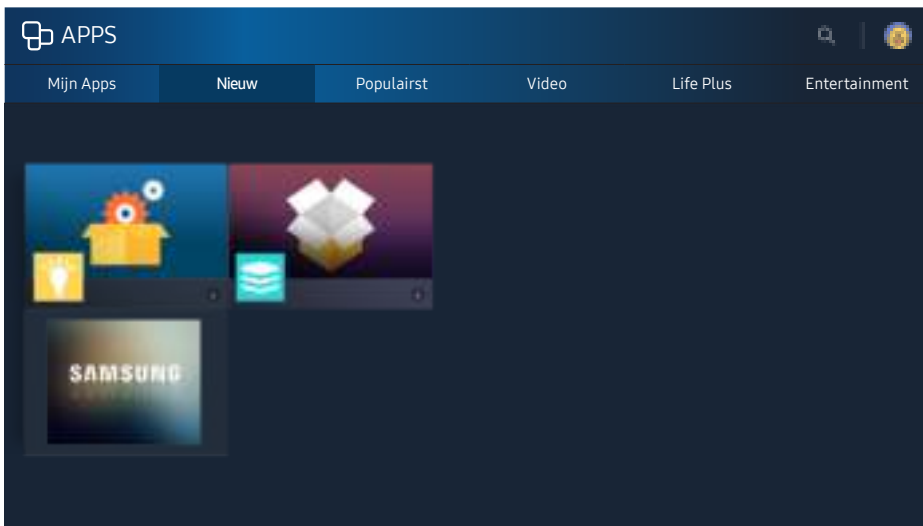 APPS
Mijn Apps Nieuw Populairst Video Life Plus Entertainment
SAMSUNG